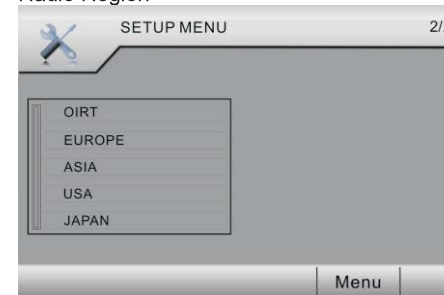 Radio Region
SETUP MENU 2/
OIRT
EUROPE
ASIA
USA
JAPAN
Menu